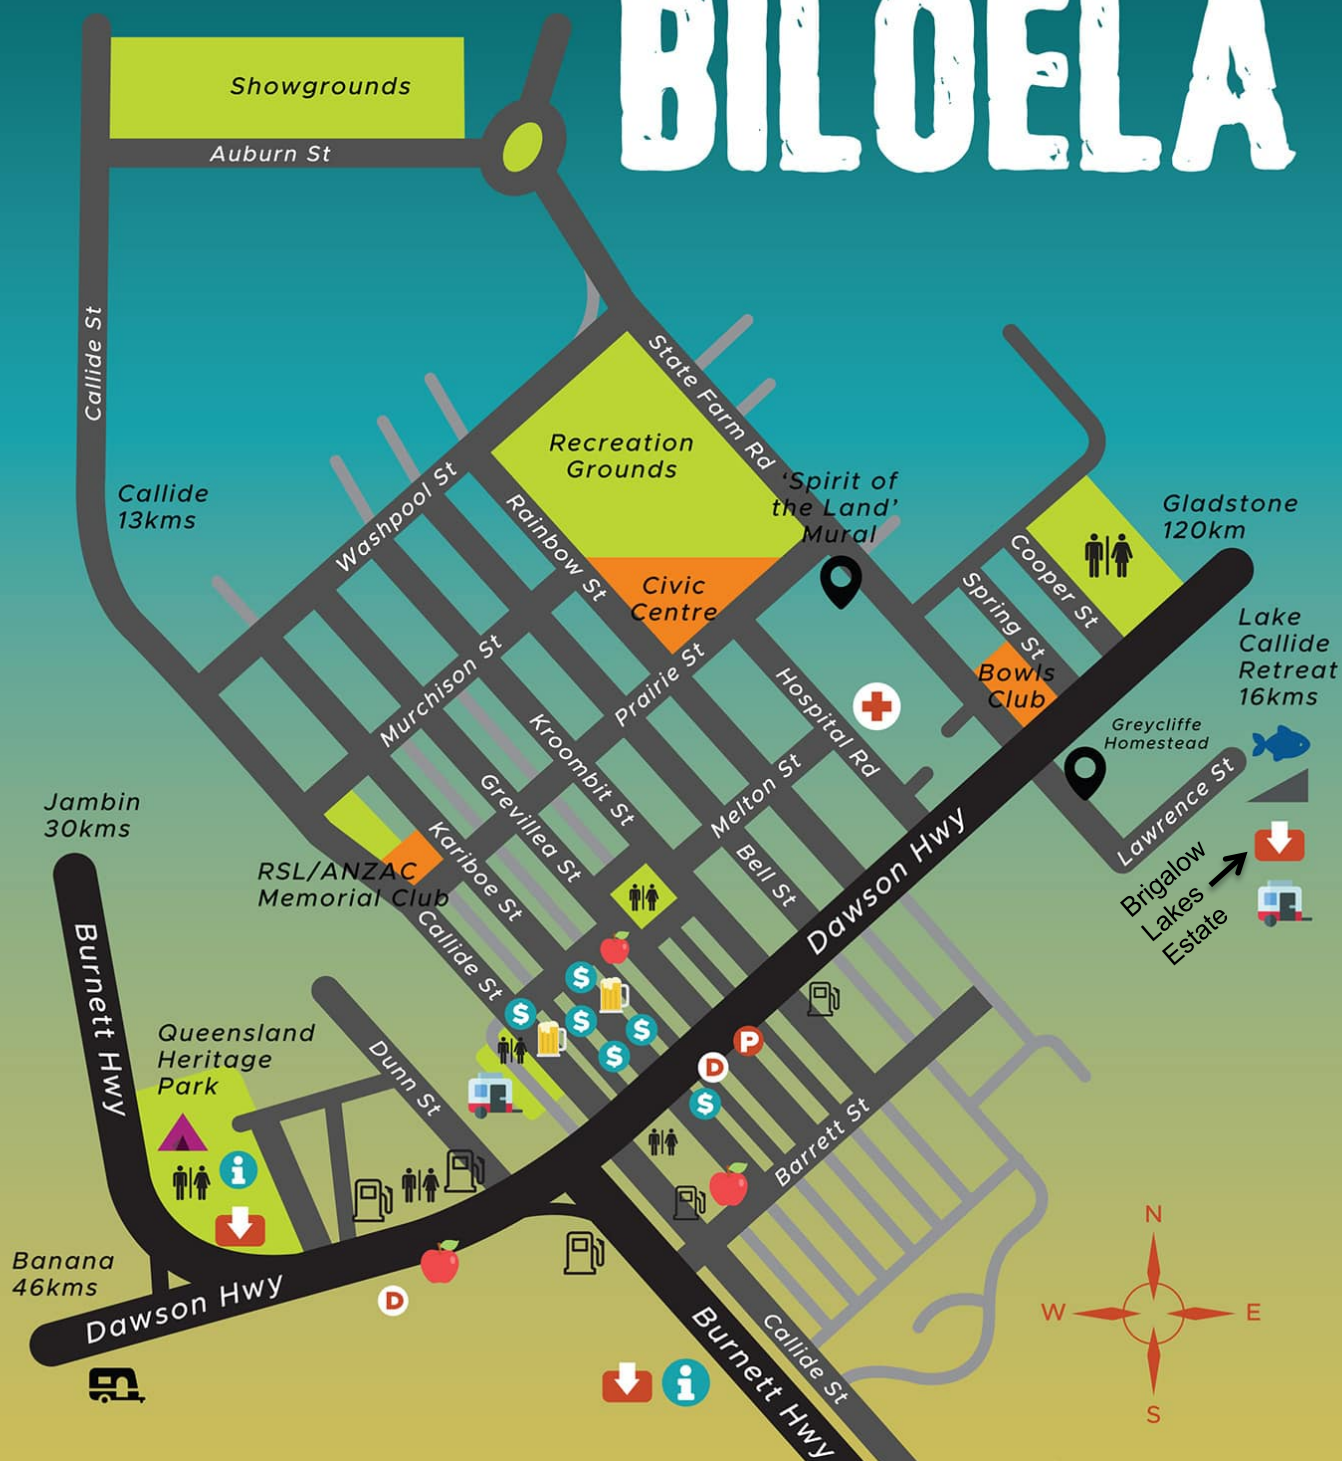 BILOELA
Showgrounds
Auburn St
Callide St
State Farm Rd
Recreation
Grounds
'Spirit of
the Land'
Mural
Callide
13kms
Washpool St
Rainbow St
Gladstone
120km
Cooper St
Spring St
Civic
Centre
Lake
Callide
Retreat
16kms
Murchison St
Prairie St
Hospital Rd
Bowls
Club
Greycliffe
Homestead
Kroombit St
Grevillea St
Melton St
Lawrence St
Jambin
30kms
Kariboe St
Bell St
Dawson Hwy
RSL/ANZAC
Memorial Club
Brigalow
Lakes
Estate
Callide St
Burnett Hwy
$
$
$
$
$
Queensland
Heritage
Park
Dunn St
P
D
$
i
Barrett St
Banana
46kms
Dawson Hwy
D
Burnett Hwy
Callide St
i
N
W
E
S